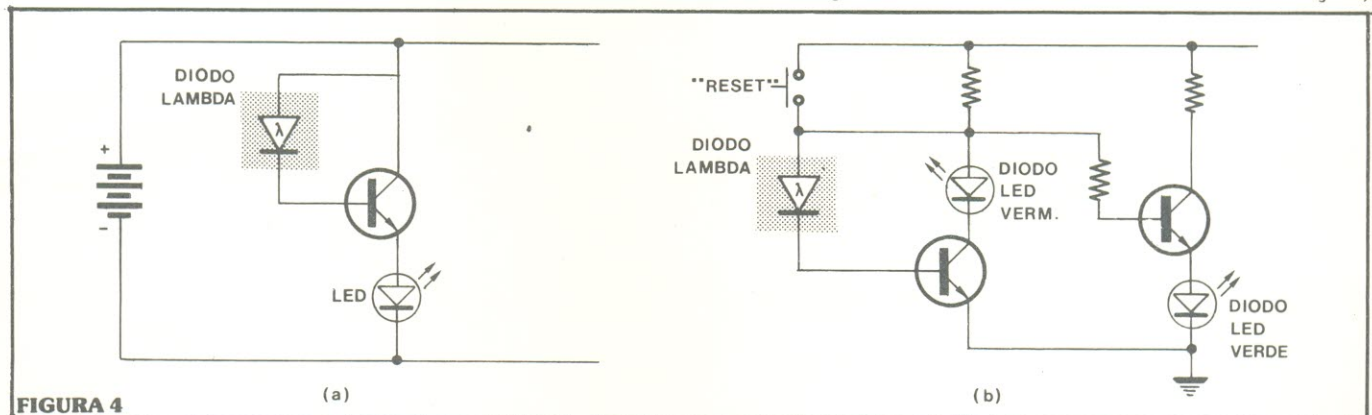 DIODO
LAMBDA
λ
+
-
LED
(a)
""RESET""
DIODO
LAMBDA
λ
DIODO
LED
VERM.
DIODO
LED
VERDE
(b)
FIGURA 4